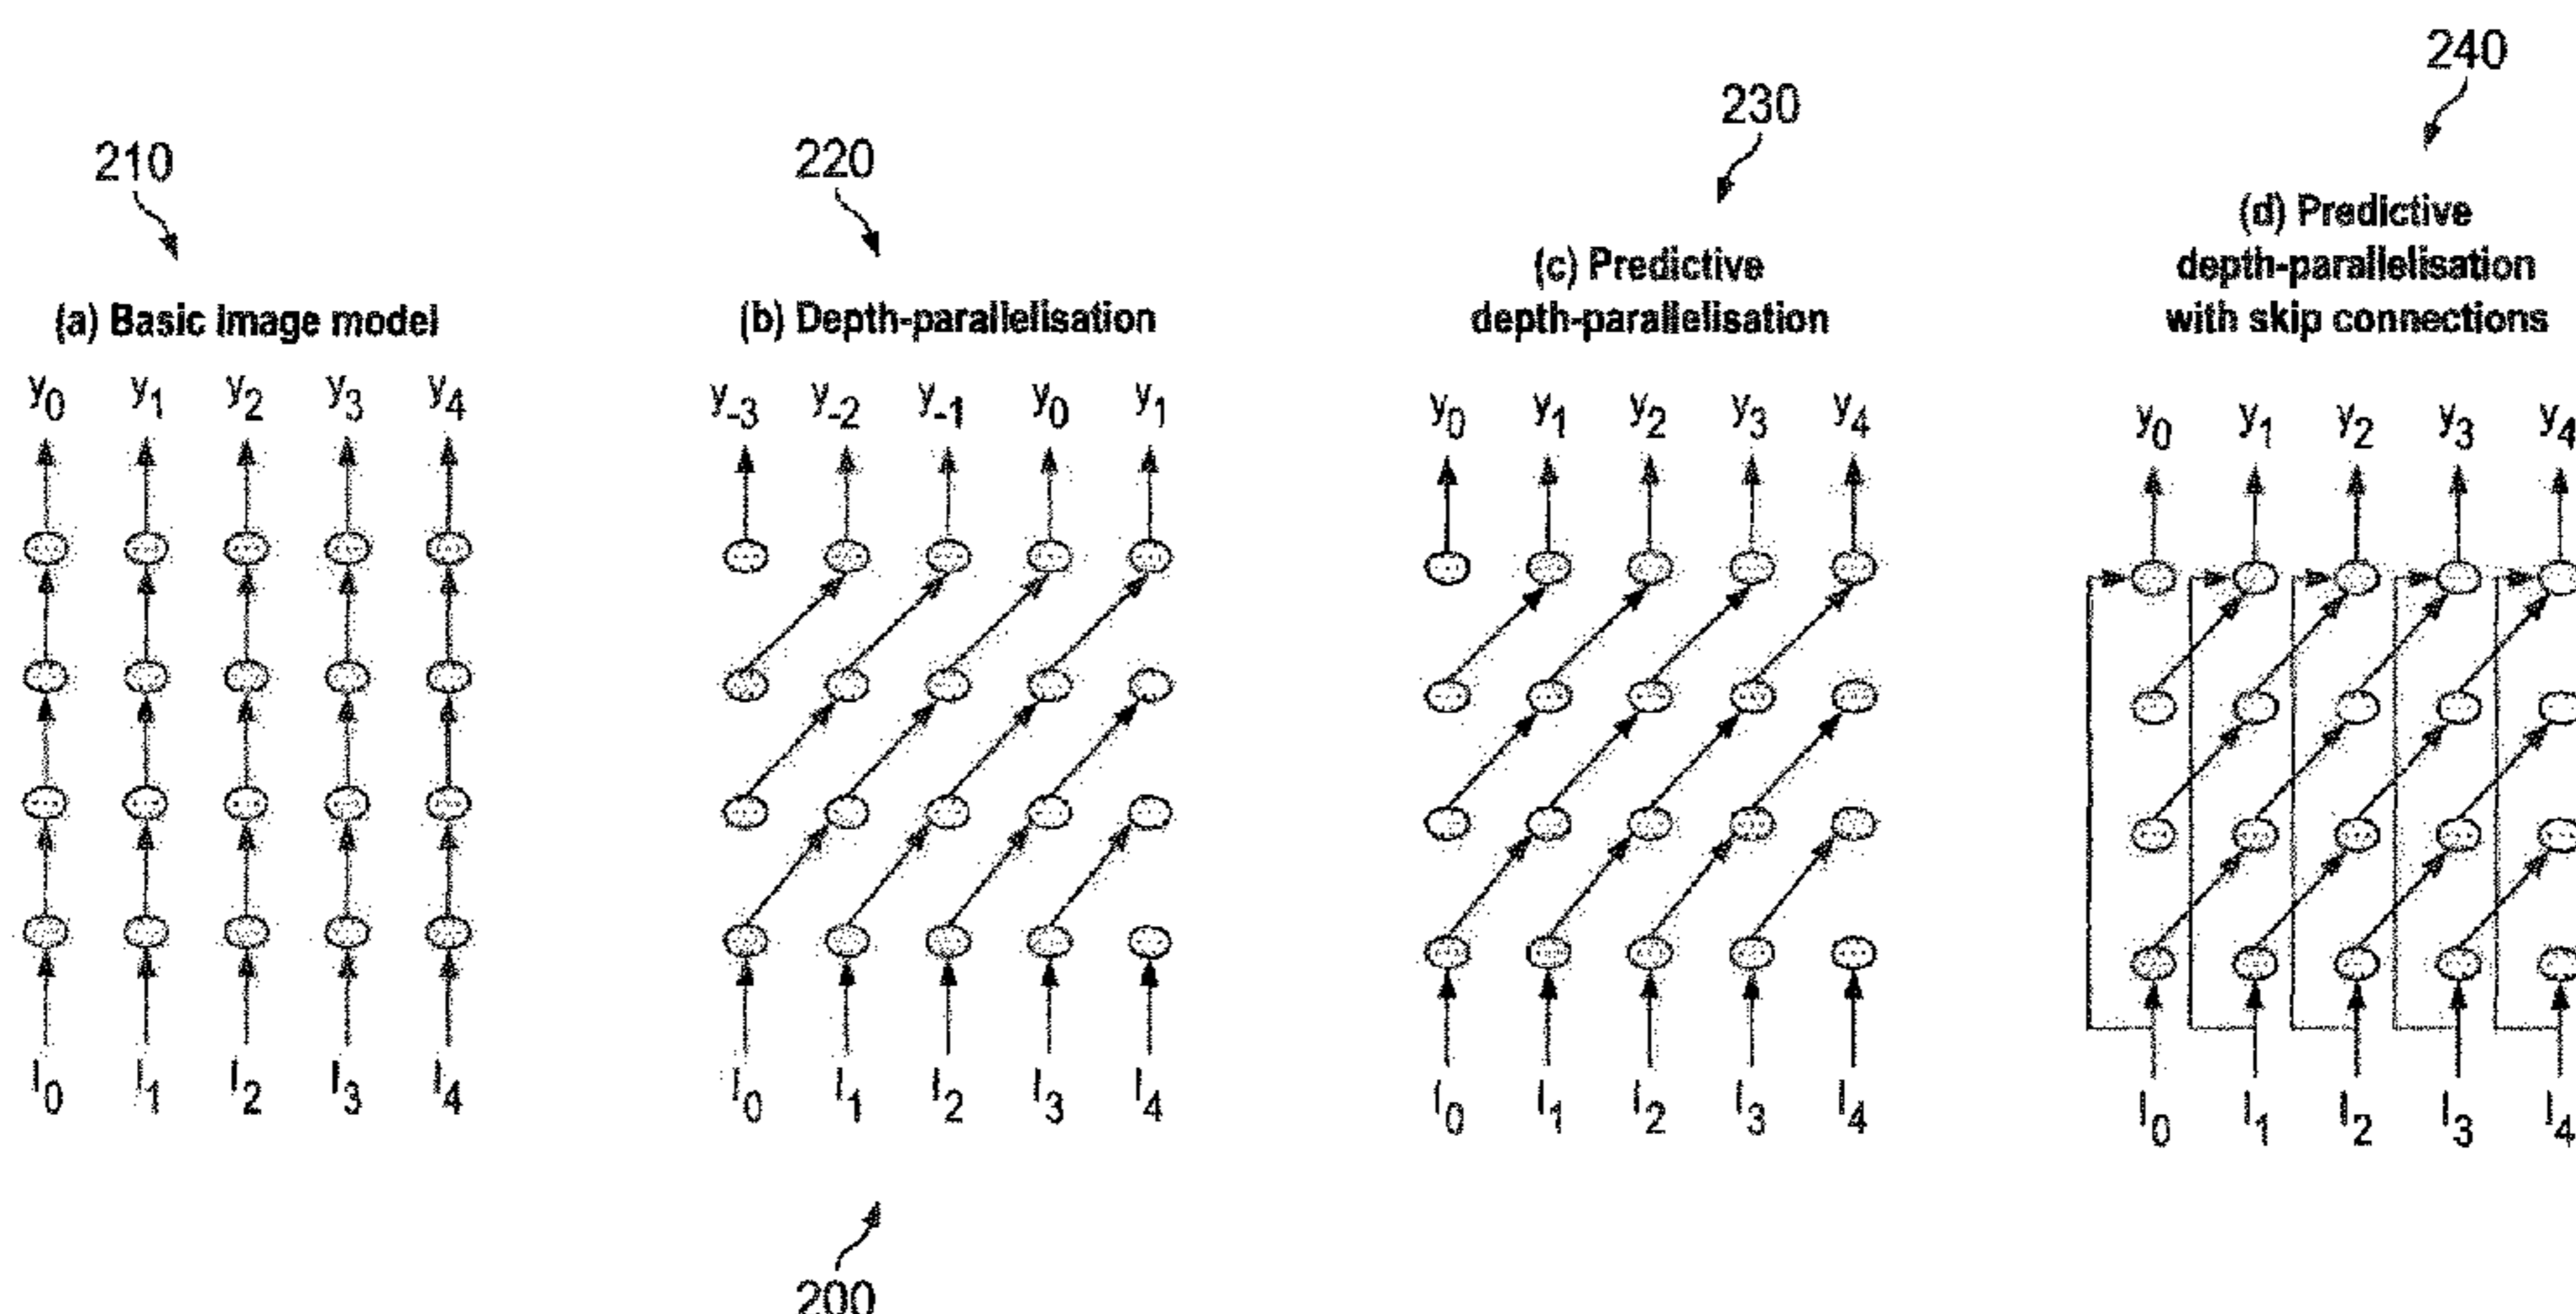 210
(a) Basic image model
y0 y1 y2 y3 y4
I0 I1 I2 I3 I4
220
(b) Depth-parallelisation
y-3 y-2 y-1 y0 y1
I0 I1 I2 I3 I4
200
230
(c) Predictive
depth-parallelisation
y0 y1 y2 y3 y4
I0 I1 I2 I3 I4
240
(d) Predictive
depth-parallelisation
with skip connections
y0 y1 y2 y3 y4
I0 I1 I2 I3 I4